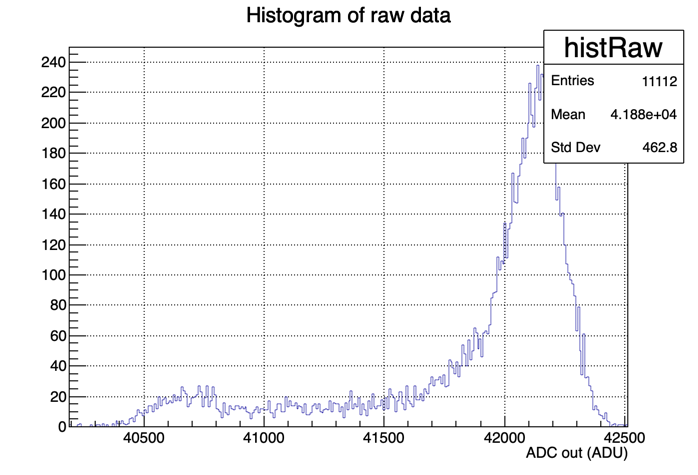 Histogram of raw data
histRaw
Entries 11112
Mean 4.188e+04
Std Dev 462.8
240
220
200
180
160
140
120
100
80
60
40
20
0
40500 41000 41500 42000 42500
ADC out (ADU)